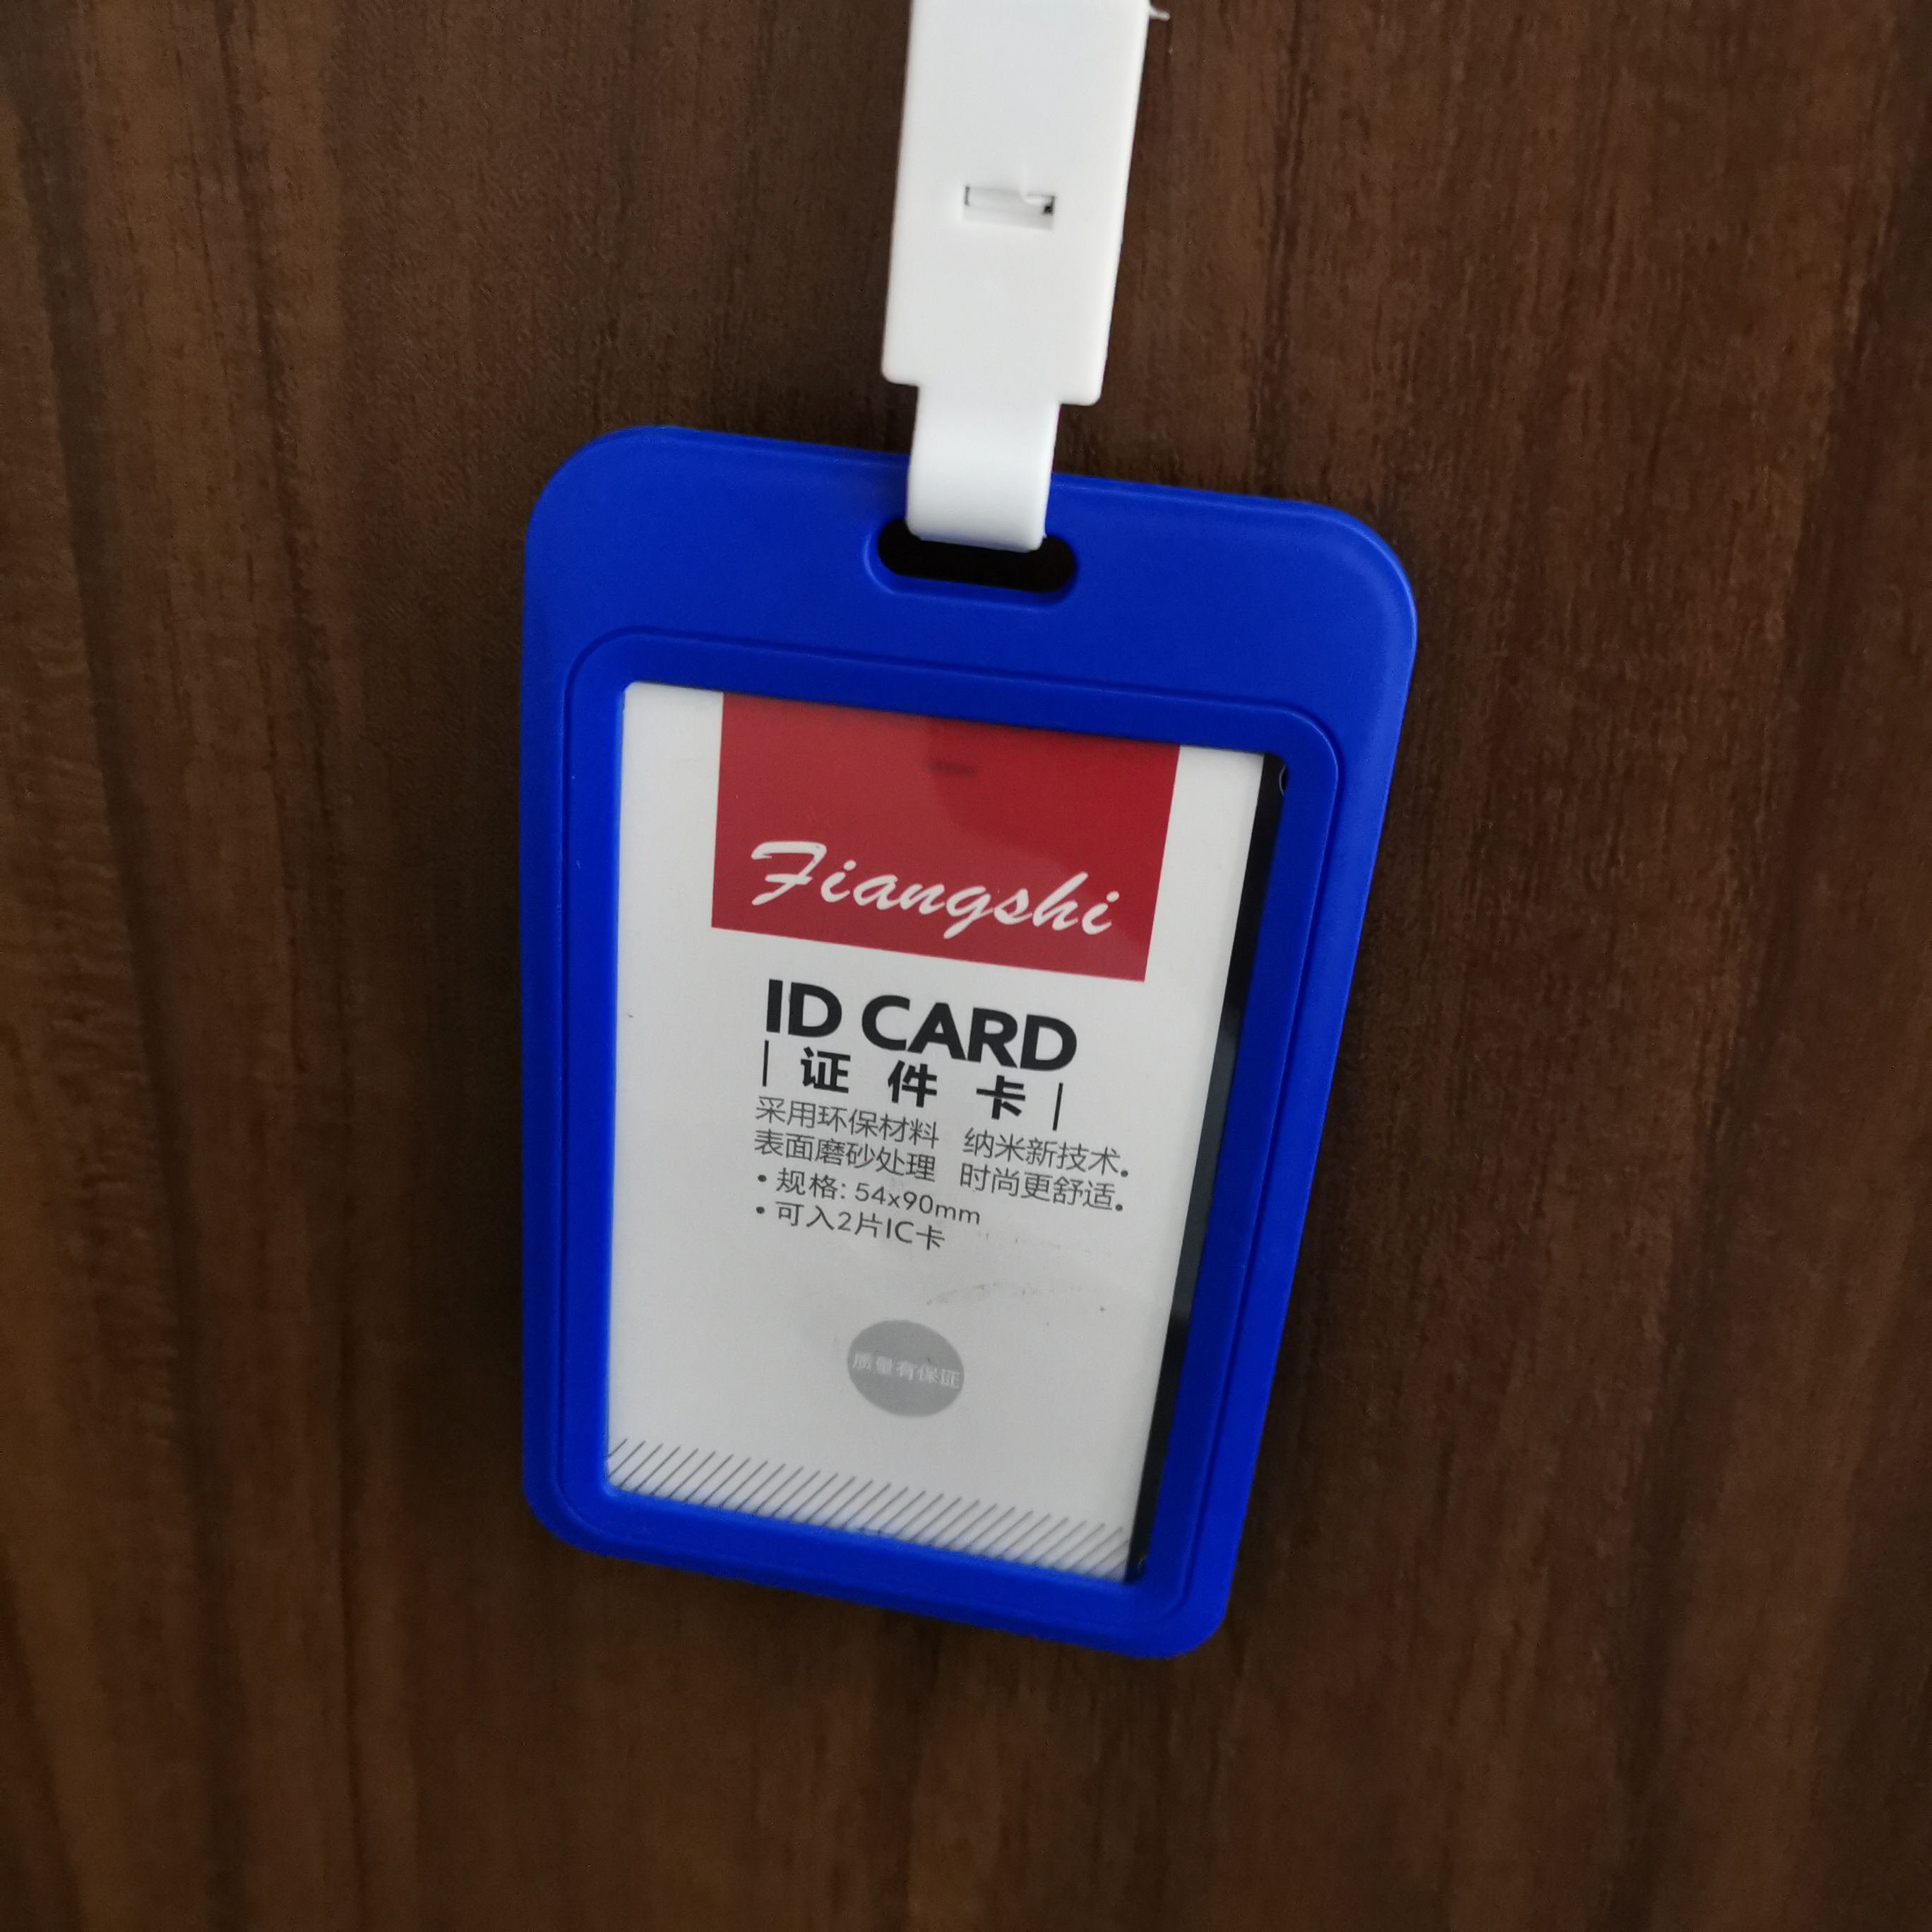 Fiangshi
ID CARD
| 证 件 卡 |
采用环保材料 纳米新技术.
表面磨砂处理 时尚更舒适.
• 规格: 54x90mm
• 可入2片IC卡
质量有保证